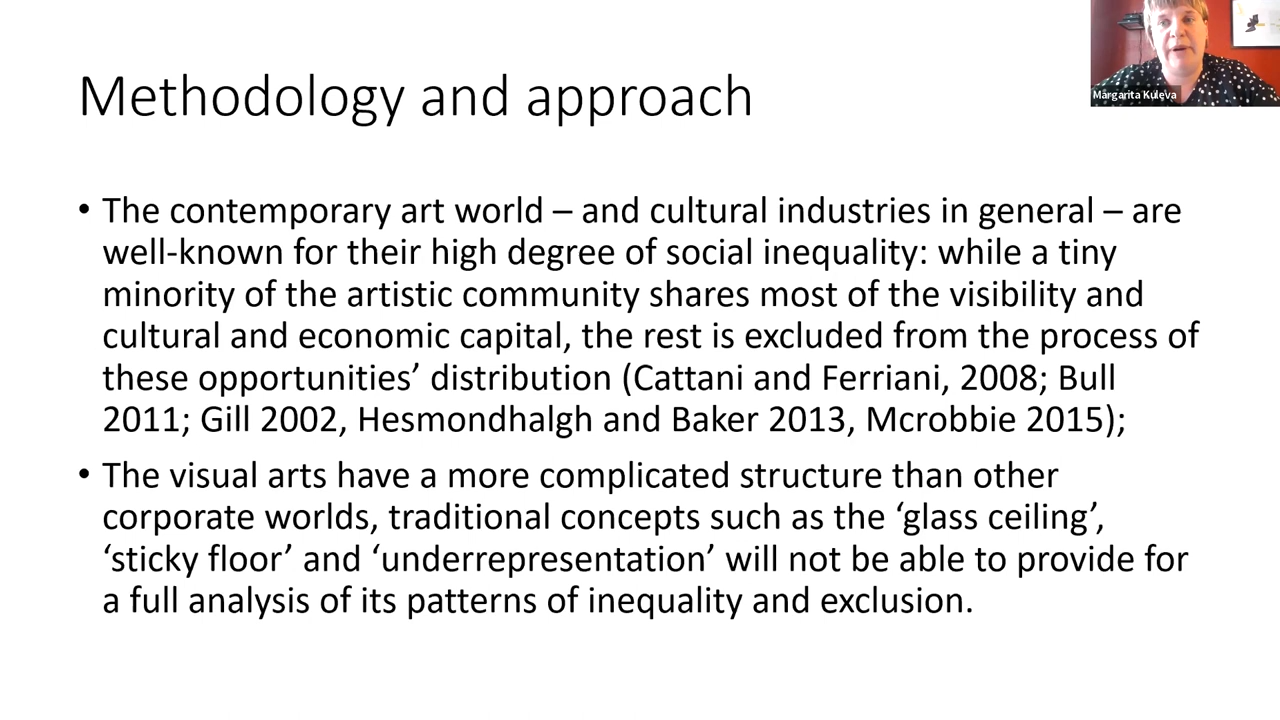 Methodology and approach
Margarita Kuleva
• The contemporary art world – and cultural industries in general – are
well-known for their high degree of social inequality: while a tiny
minority of the artistic community shares most of the visibility and
cultural and economic capital, the rest is excluded from the process of
these opportunities’ distribution (Cattani and Ferriani, 2008; Bull
2011; Gill 2002, Hesmondhalgh and Baker 2013, Mcrobbie 2015);
• The visual arts have a more complicated structure than other
corporate worlds, traditional concepts such as the ‘glass ceiling’,
‘sticky floor’ and ‘underrepresentation’ will not be able to provide for
a full analysis of its patterns of inequality and exclusion.